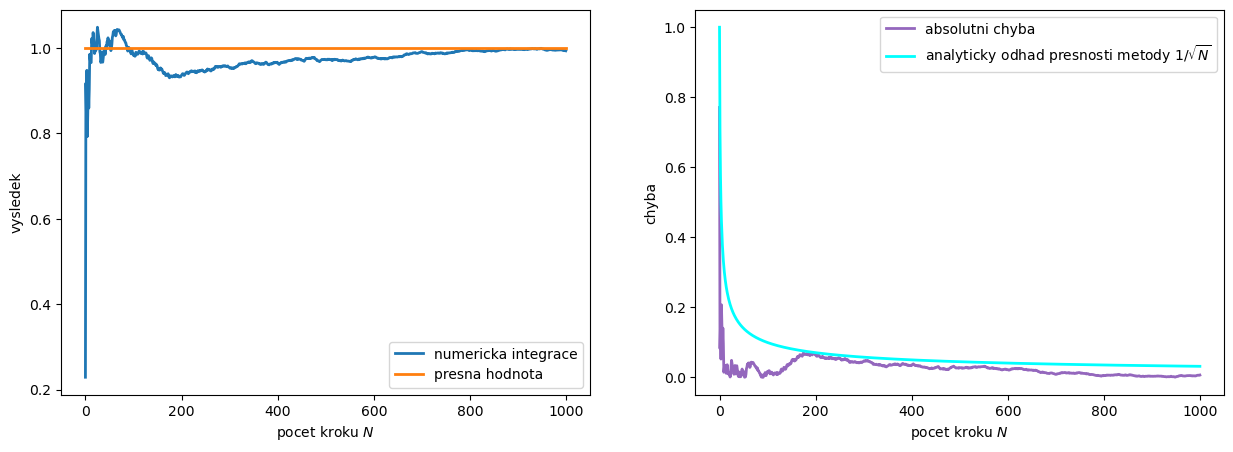 vysledek
1.0
0.8
0.6
0.4
0.2
0
200
400
600
800
1000
pocet kroku N
numericka integrace
presna hodnota
chyba
1.0
0.8
0.6
0.4
0.2
0.0
0
200
400
600
800
1000
pocet kroku N
absolutni chyba
analyticky odhad presnosti metody 1/√N